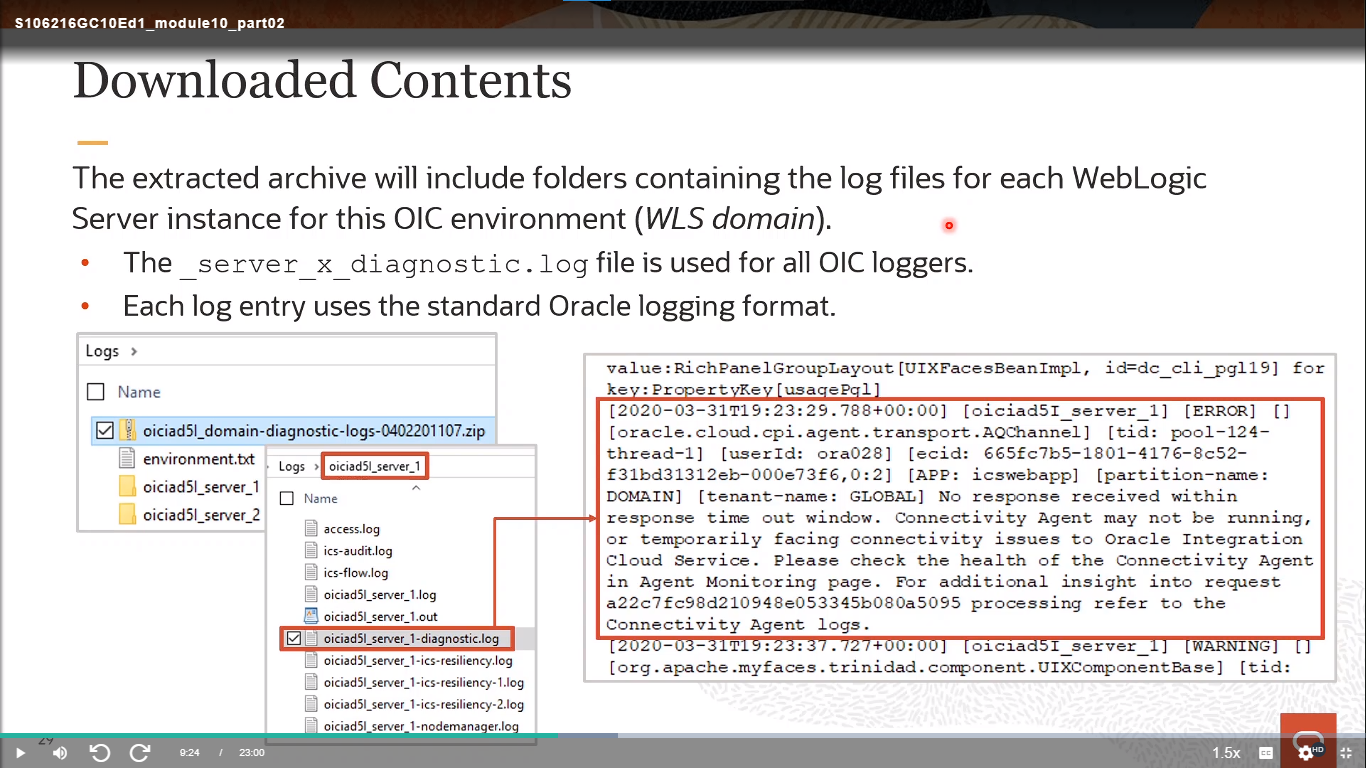 S106216GC10Ed1_module10_part02
Downloaded Contents
The extracted archive will include folders containing the log files for each WebLogic
Server instance for this OIC environment (WLS domain).
• The _server_x_diagnostic.log file is used for all OIC loggers.
• Each log entry uses the standard Oracle logging format.
Logs >
Name
oiciad5l_domain-diagnostic-logs-0402201107.zip
environment.txt
oiciad5l_server_1
oiciad5l_server_2
Logs > oiciad5l_server_1
Name
access.log
ics-audit.log
ics-flow.log
oiciad5l_server_1.log
oiciad5l_server_1.out
oiciad5l_server_1-diagnostic.log
oiciad5l_server_1-ics-resiliency.log
oiciad5l_server_1-ics-resiliency-1.log
oiciad5l_server_1-ics-resiliency-2.log
oiciad5l_server_1-nodemanager.log
value:RichPanelGroupLayout[UIXFacesBeanImpl, id=dc_cli_pgl19] for
key:PropertyKey[usagePgl]
[2020-03-31T19:23:29.788+00:00] [oiciad5I_server_1] [ERROR] []
[oracle.cloud.cpi.agent.transport.AQChannel] [tid: pool-124-
thread-1] [userId: ora028] [ecid: 665fc7b5-1801-4176-8c52-
f31bd31312eb-000e73f6,0:2] [APP: icswebapp] [partition-name:
DOMAIN] [tenant-name: GLOBAL] No response received within
response time out window. Connectivity Agent may not be running,
or temporarily facing connectivity issues to Oracle Integration
Cloud Service. Please check the health of the Connectivity Agent
in Agent Monitoring page. For additional insight into request
a22c7fc98d210948e053345b080a5095 processing refer to the
Connectivity Agent logs.
[2020-03-31T19:23:37.727+00:00] [oiciad5I_server_1] [WARNING] []
[org.apache.myfaces.trinidad.component.UIXComponentBase] [tid:
29
9:24 / 23:00
1.5x
CC
HD